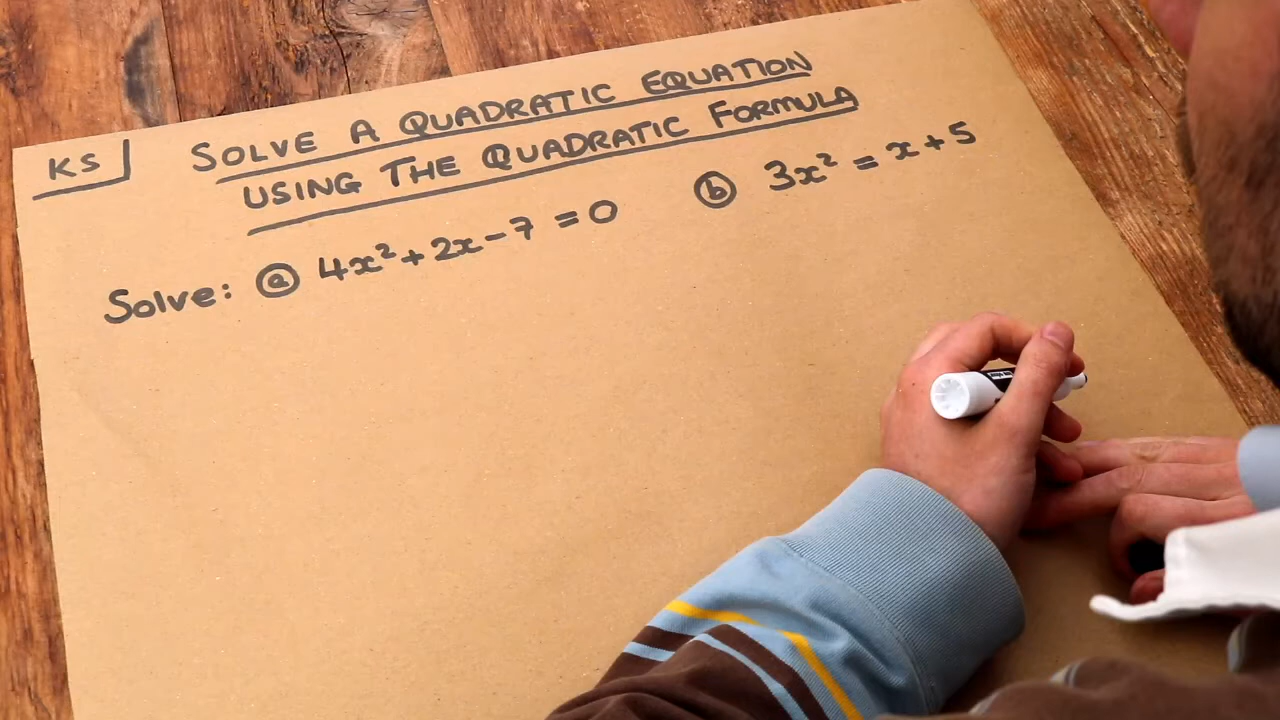 KS
SOLVE A QUADRATIC EQUATION
USING THE QUADRATIC FORMULA
Solve: ⓐ 4x²+2x-7=0
ⓑ 3x² = x+5